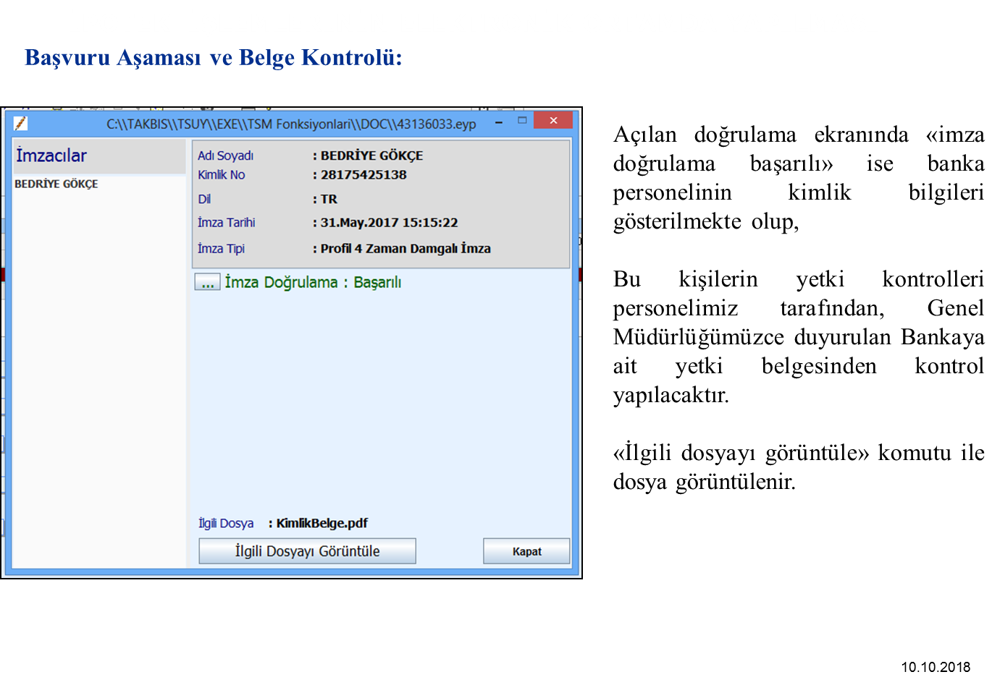 Başvuru Aşaması ve Belge Kontrolü:
C:\\TAKBIS\\TSUY\\EXE\\TSM Fonksiyonlari\\DOC\\43136033.eyp
İmzacılar
BEDRİYE GÖKÇE
Adı Soyadı : BEDRİYE GÖKÇE
Kimlik No : 28175425138
Dil : TR
İmza Tarihi : 31.May.2017 15:15:22
İmza Tipi : Profil 4 Zaman Damgalı İmza
... İmza Doğrulama : Başarılı
İlgili Dosya : KimlikBelge.pdf
İlgili Dosyayı Görüntüle
Kapat
Açılan doğrulama ekranında «imza
doğrulama başarılı» ise banka
personelinin kimlik bilgileri
gösterilmekte olup,
Bu kişilerin yetki kontrolleri
personelimiz tarafından, Genel
Müdürlüğümüzce duyurulan Bankaya
ait yetki belgesinden kontrol
yapılacaktır.
«İlgili dosyayı görüntüle» komutu ile
dosya görüntülenir.
10.10.2018